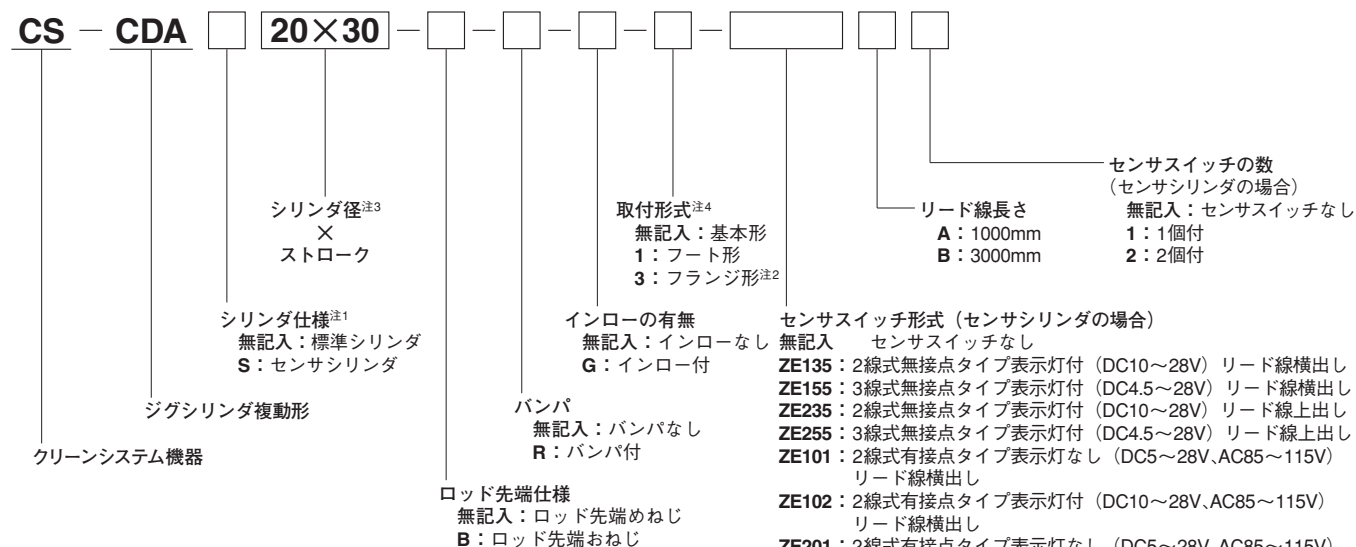 CS － CDA 20×30 － － － － －
センサスイッチの数
（センサシリンダの場合）
無記入：センサスイッチなし
1：1個付
2：2個付
リード線長さ
A：1000mm
B：3000mm
シリンダ径注3
×
ストローク
取付形式注4
無記入：基本形
1：フート形
3：フランジ形注2
シリンダ仕様注1
無記入：標準シリンダ
S：センサシリンダ
インローの有無
無記入：インローなし
G：インロー付
センサスイッチ形式（センサシリンダの場合）
無記入　センサスイッチなし
ZE135：2線式無接点タイプ表示灯付（DC10～28V）リード線横出し
ZE155：3線式無接点タイプ表示灯付（DC4.5～28V）リード線横出し
ZE235：2線式無接点タイプ表示灯付（DC10～28V）リード線上出し
ZE255：3線式無接点タイプ表示灯付（DC4.5～28V）リード線上出し
ZE101：2線式有接点タイプ表示灯なし（DC5～28V、AC85～115V）
リード線横出し
ZE102：2線式有接点タイプ表示灯付（DC10～28V、AC85～115V）
リード線横出し
ZE201：2線式有接点タイプ表示灯なし（DC5～28V、AC85～115V）
ジグシリンダ複動形
バンパ
無記入：バンパなし
R：バンパ付
クリーンシステム機器
ロッド先端仕様
無記入：ロッド先端めねじ
B：ロッド先端おねじ